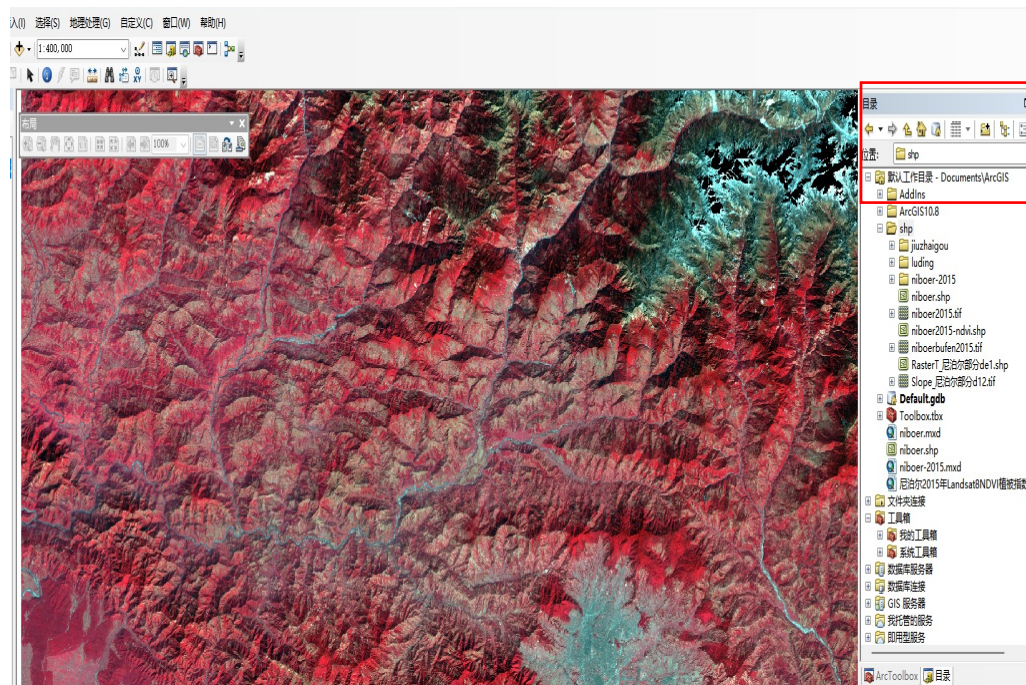 入(I) 选择(S) 地理处理(G) 自定义(C) 窗口(W) 帮助(H)
1:400,000
XY
布局
100%
目录
位置: shp
默认工作目录 - Documents\ArcGIS
AddIns
ArcGIS10.8
shp
jiuzhaigou
luding
niboer-2015
niboer.shp
niboer2015.tif
niboer2015-ndvi.shp
niboerbufen2015.tif
RasterT_尼泊尔部分de1.shp
Slope_尼泊尔部分d12.tif
Default.gdb
Toolbox.tbx
niboer.mxd
niboer.shp
niboer-2015.mxd
尼泊尔2015年Landsat8NDVI植被指数
文件夹连接
工具箱
我的工具箱
系统工具箱
数据库服务器
数据库连接
GIS 服务器
我托管的服务
即用型服务
ArcToolbox 目录